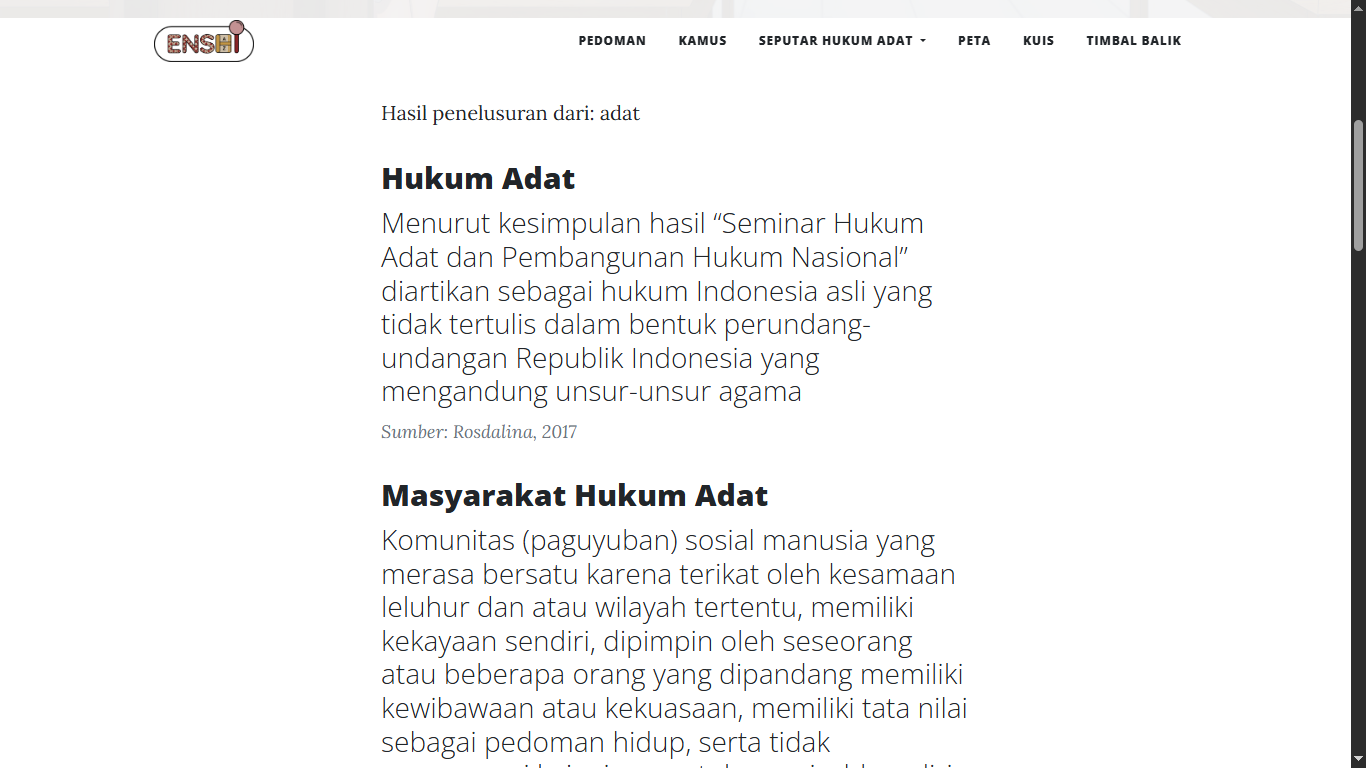 ENSHI
PEDOMAN KAMUS SEPUTAR HUKUM ADAT PETA KUIS TIMBAL BALIK
Hasil penelusuran dari: adat
Hukum Adat
Menurut kesimpulan hasil “Seminar Hukum
Adat dan Pembangunan Hukum Nasional”
diartikan sebagai hukum Indonesia asli yang
tidak tertulis dalam bentuk perundang-
undangan Republik Indonesia yang
mengandung unsur-unsur agama
Sumber: Rosdalina, 2017
Masyarakat Hukum Adat
Komunitas (paguyuban) sosial manusia yang
merasa bersatu karena terikat oleh kesamaan
leluhur dan atau wilayah tertentu, memiliki
kekayaan sendiri, dipimpin oleh seseorang
atau beberapa orang yang dipandang memiliki
kewibawaan atau kekuasaan, memiliki tata nilai
sebagai pedoman hidup, serta tidak